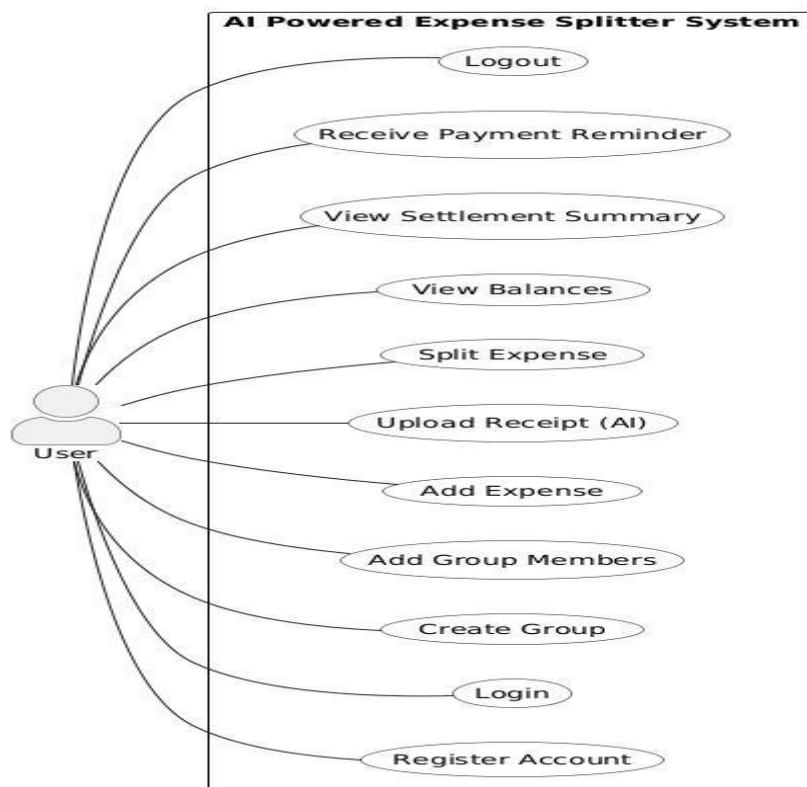 AI Powered Expense Splitter System
Logout
Receive Payment Reminder
View Settlement Summary
View Balances
Split Expense
Upload Receipt (AI)
User
Add Expense
Add Group Members
Create Group
Login
Register Account